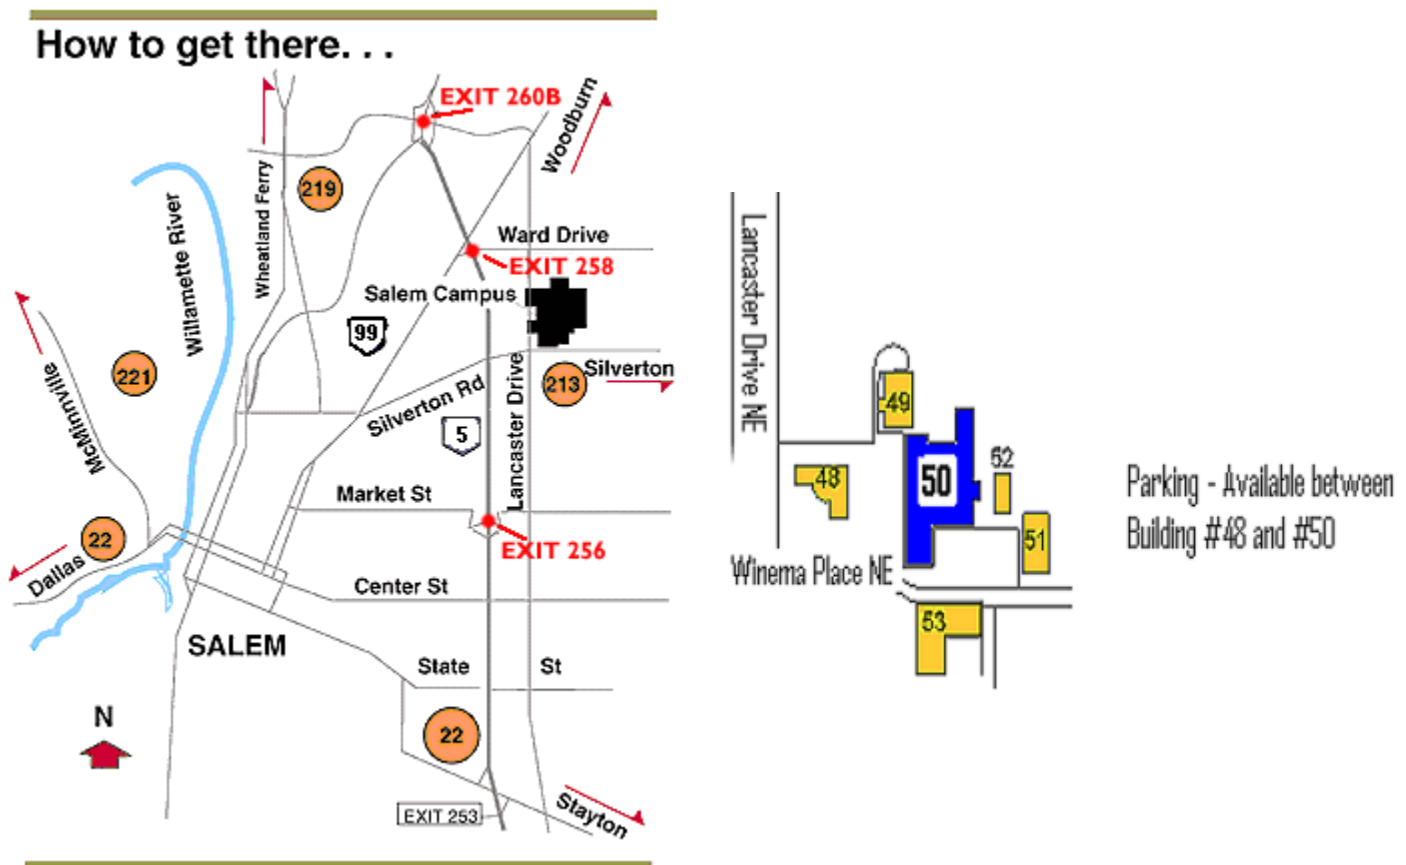 How to get there. . .
EXIT 260B
Woodburn
Wheatland Ferry
219
Willamette River
Ward Drive
EXIT 258
Salem Campus
99
221
McMinnville
Silverton
213
Silverton Rd
Lancaster Drive
5
Market St
EXIT 256
22
Dallas
Center St
SALEM
State St
N
22
EXIT 253
Stayton
Lancaster Drive NE
49
48
50
52
51
Winema Place NE
53
Parking - Available between
Building #48 and #50